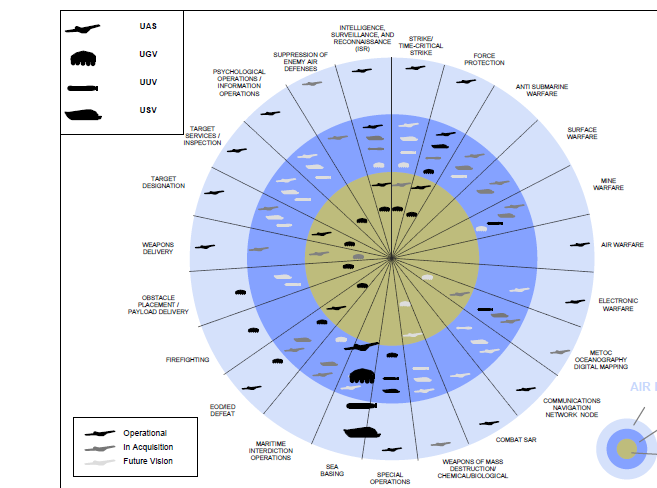 UAS
UGV
UUV
USV
INTELLIGENCE,
SURVEILLANCE, AND
RECONNAISSANCE
(ISR)
STRIKE/
TIME-CRITICAL
STRIKE
FORCE
PROTECTION
ANTI SUBMARINE
WARFARE
SURFACE
WARFARE
MINE
WARFARE
AIR WARFARE
ELECTRONIC
WARFARE
METOC
OCEANOGRAPHY
DIGITAL MAPPING
COMMUNICATIONS
NAVIGATION
NETWORK NODE
COMBAT SAR
WEAPONS OF MASS
DESTRUCTION/
CHEMICAL/BIOLOGICAL
SPECIAL
OPERATIONS
SEA
BASING
MARITIME
INTERDICTION
OPERATIONS
EOD/IED
DEFEAT
FIREFIGHTING
OBSTACLE
PLACEMENT /
PAYLOAD DELIVERY
WEAPONS
DELIVERY
TARGET
DESIGNATION
TARGET
SERVICES /
INSPECTION
PSYCHOLOGICAL
OPERATIONS /
INFORMATION
OPERATIONS
SUPPRESSION OF
ENEMY AIR
DEFENSES
Operational
In Acquisition
Future Vision
AIR